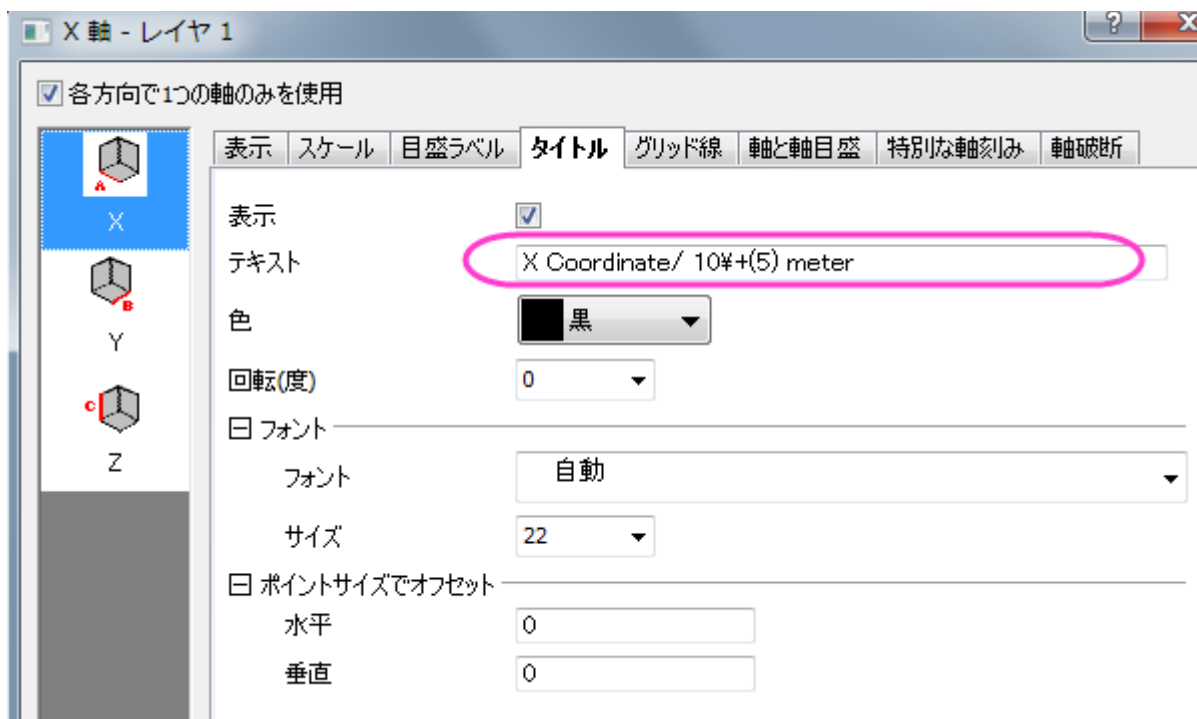 X 軸 - レイヤ 1
?
X
各方向で1つの軸のみを使用
表示 スケール 目盛ラベル タイトル グリッド線 軸と軸目盛 特別な軸刻み 軸破断
A
X
B
Y
C
Z
表示
テキスト X Coordinate/ 10¥+(5) meter
色 黒
回転(度) 0
フォント
フォント 自動
サイズ 22
ポイントサイズでオフセット
水平 0
垂直 0